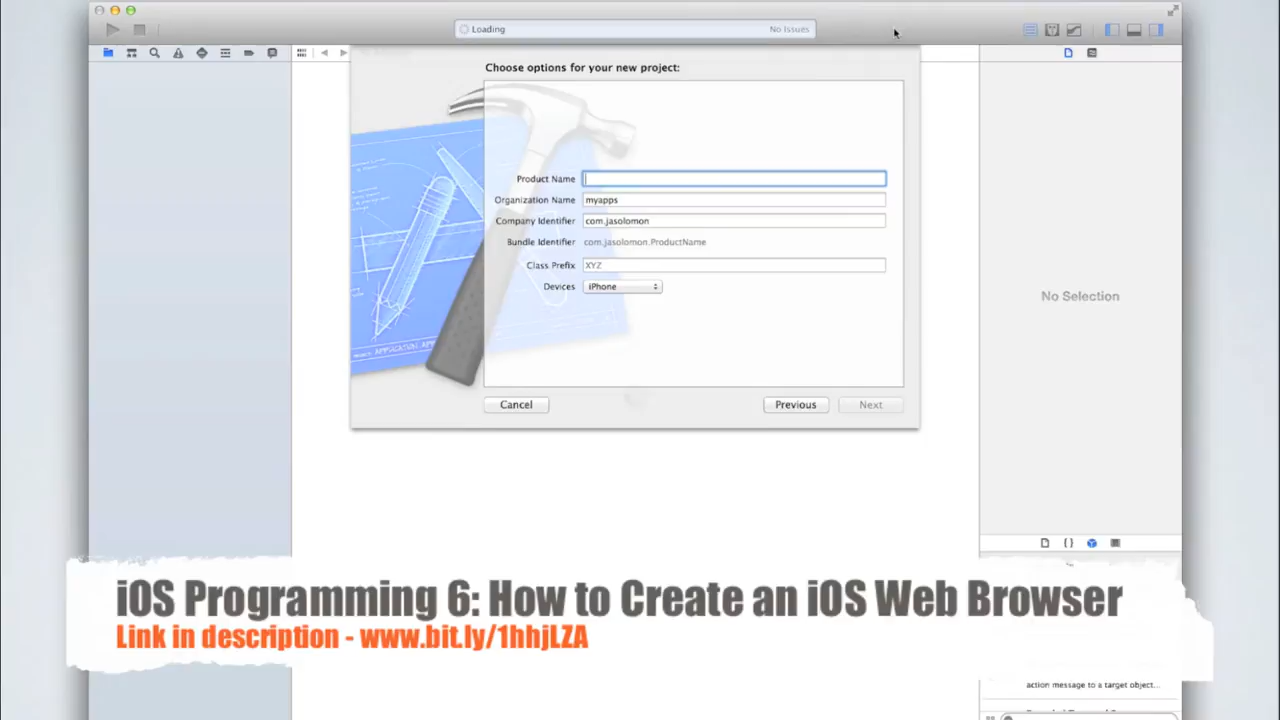 Loading
No Issues
Choose options for your new project:
Product Name
Organization Name myapps
Company Identifier com.jasolomon
Bundle Identifier com.jasolomon.ProductName
Class Prefix XYZ
Devices iPhone
No Selection
Cancel
Previous
Next
iOS Programming 6: How to Create an iOS Web Browser
Link in description - www.bit.ly/1hhjLZA
action message to a target object...